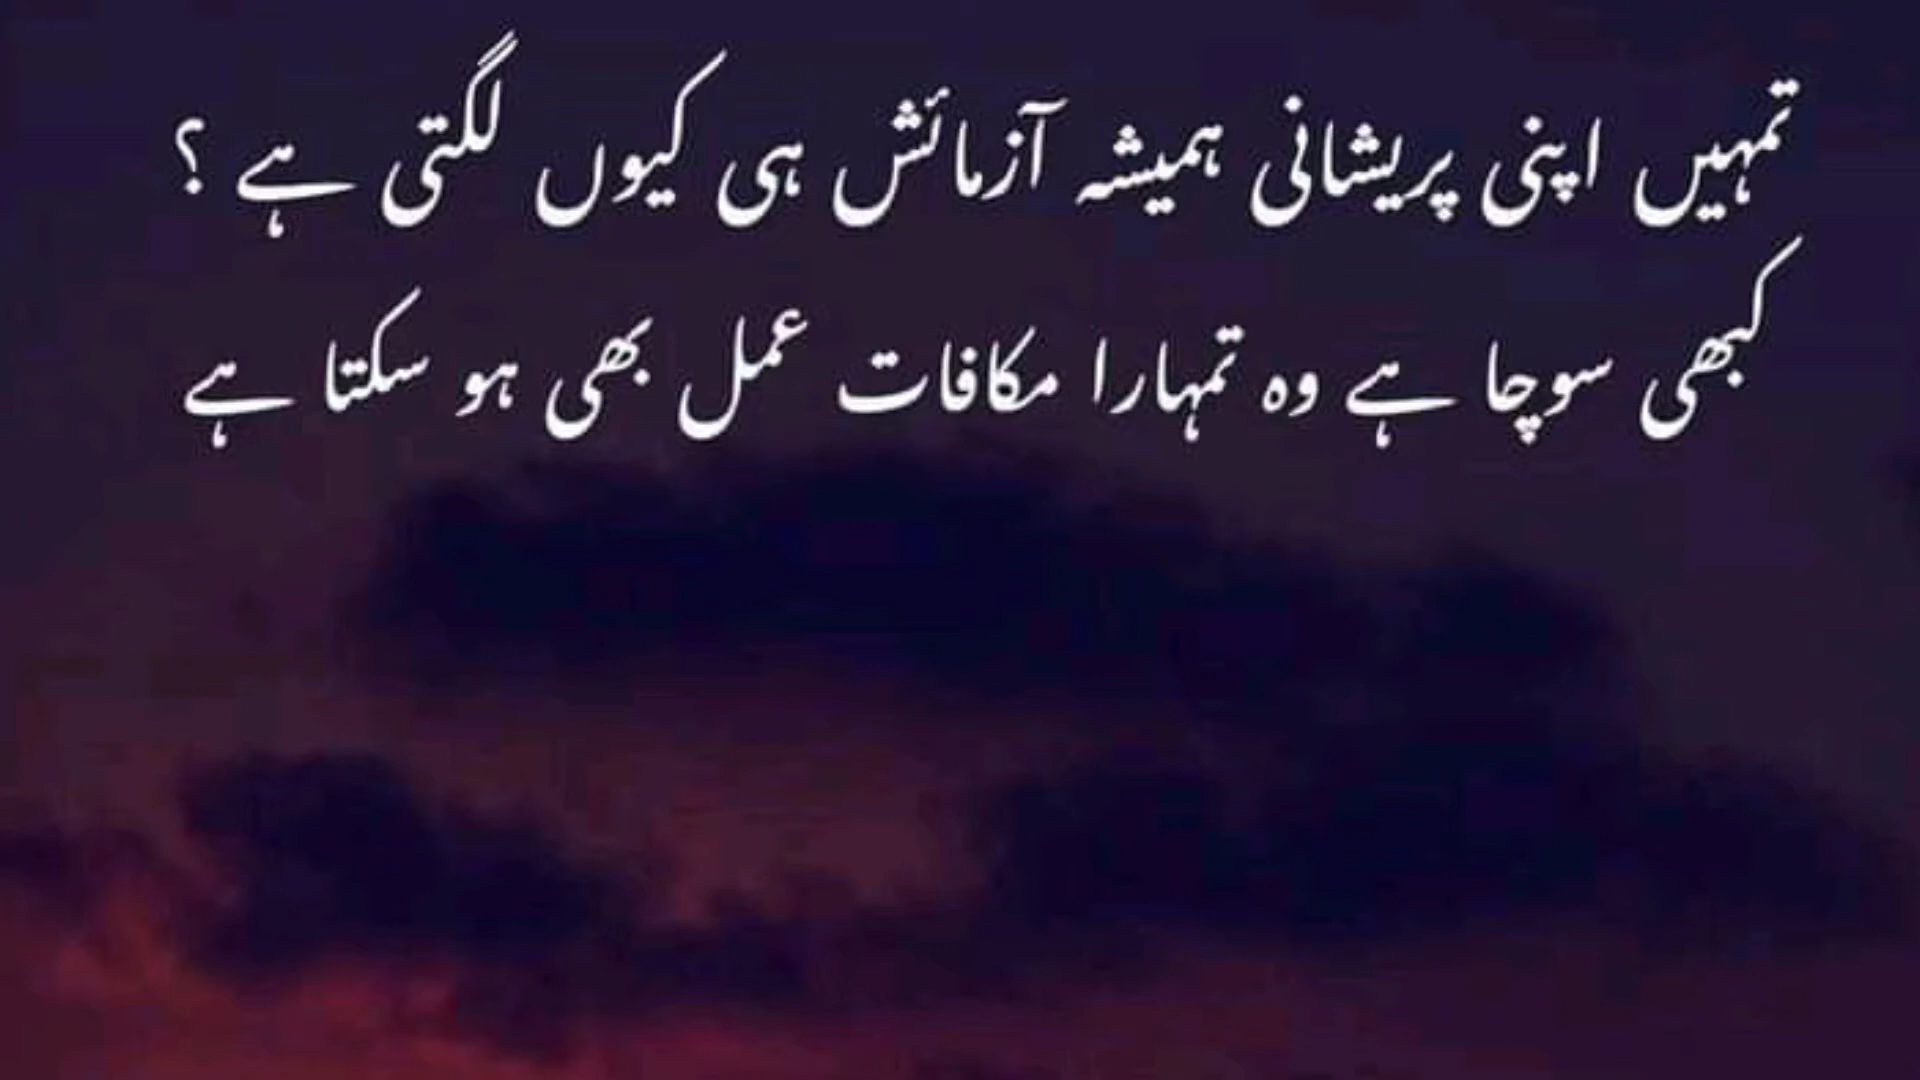 تمہیں اپنی پریشانی ہمیشہ آزمائش ہی کیوں لگتی ہے ؟
کبھی سوچا ہے وہ تمہارا مکافات عمل بھی ہو سکتا ہے